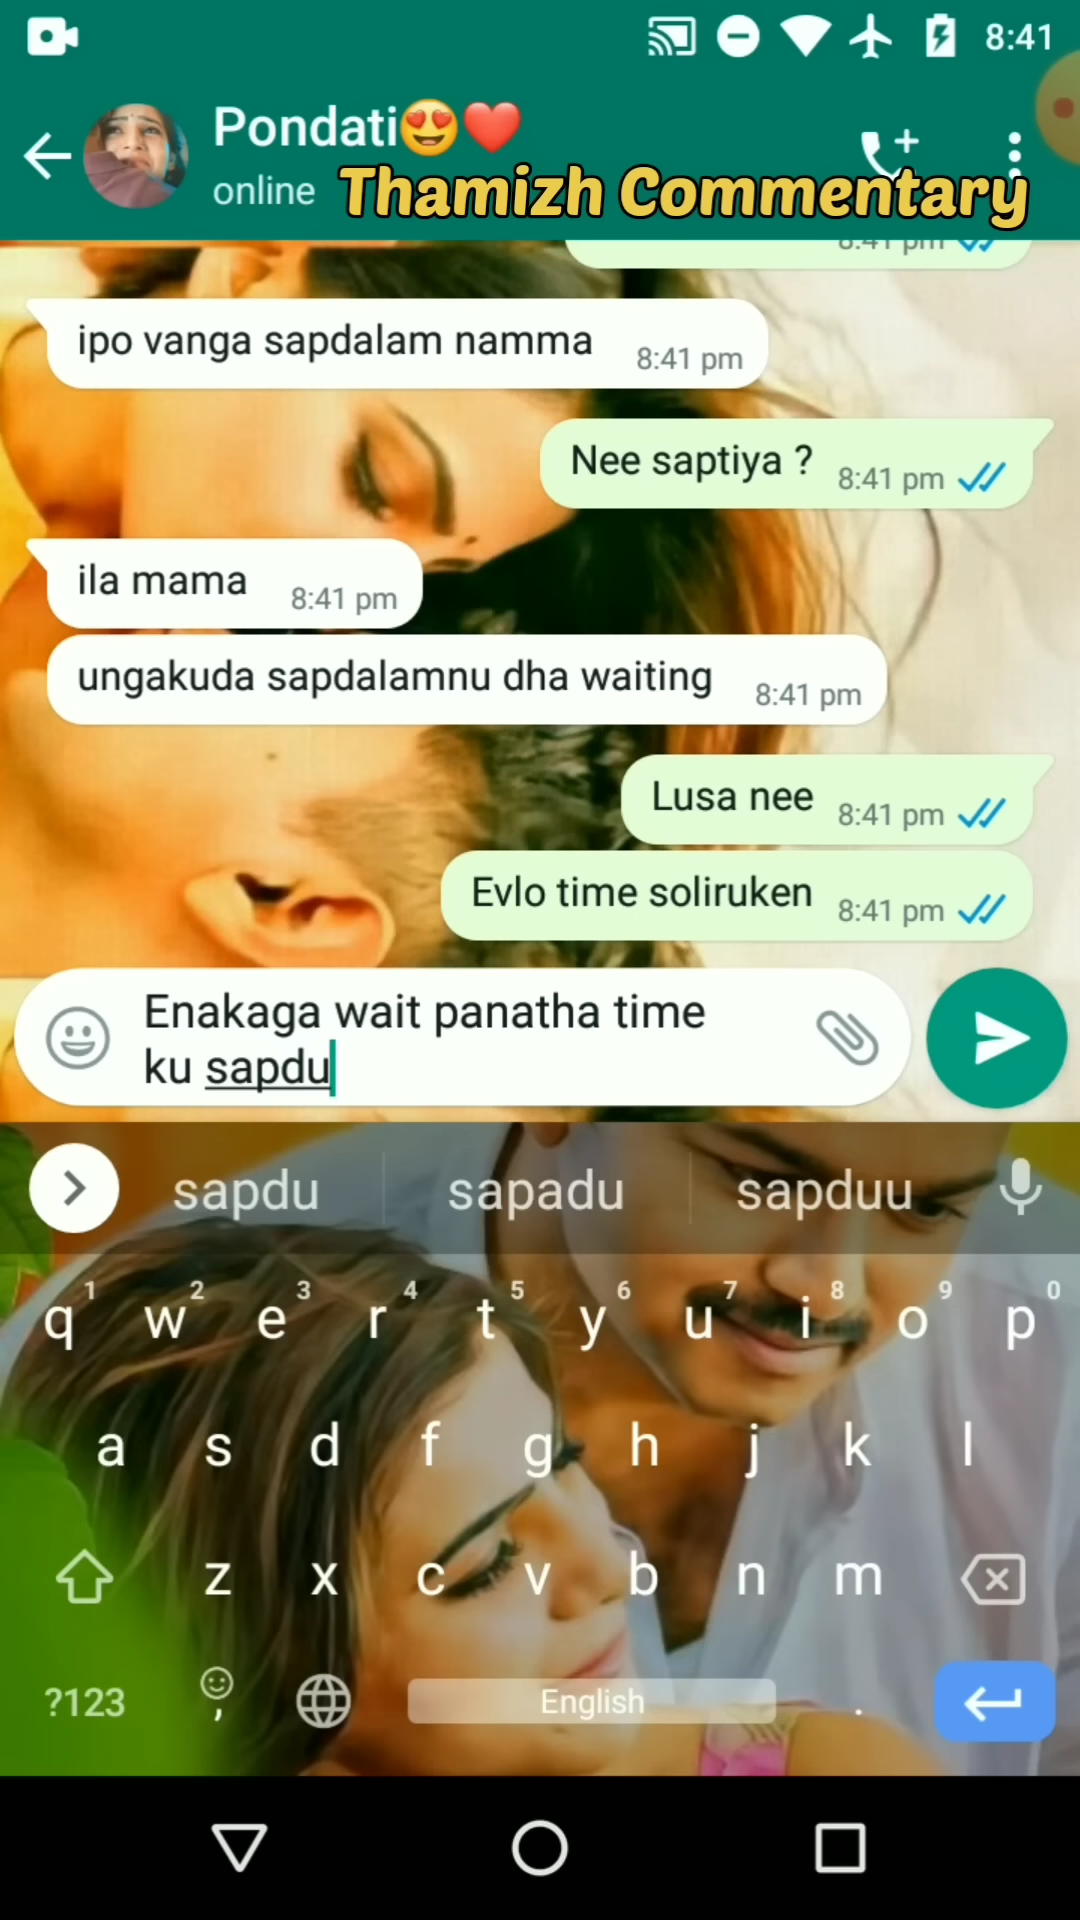 8:41
Pondati😍❤️
online
Thamizh Commentary
8:41 pm
ipo vanga sapdalam namma 8:41 pm
Nee saptiya ? 8:41 pm
ila mama 8:41 pm
ungakuda sapdalamnu dha waiting 8:41 pm
Lusa nee 8:41 pm
Evlo time soliruken 8:41 pm
Enakaga wait panatha time
ku sapdu
sapdu sapadu sapduu
1 2 3 4 5 6 7 8 9 0
q w e r t y u i o p
a s d f g h j k l
z x c v b n m
?123 , English .